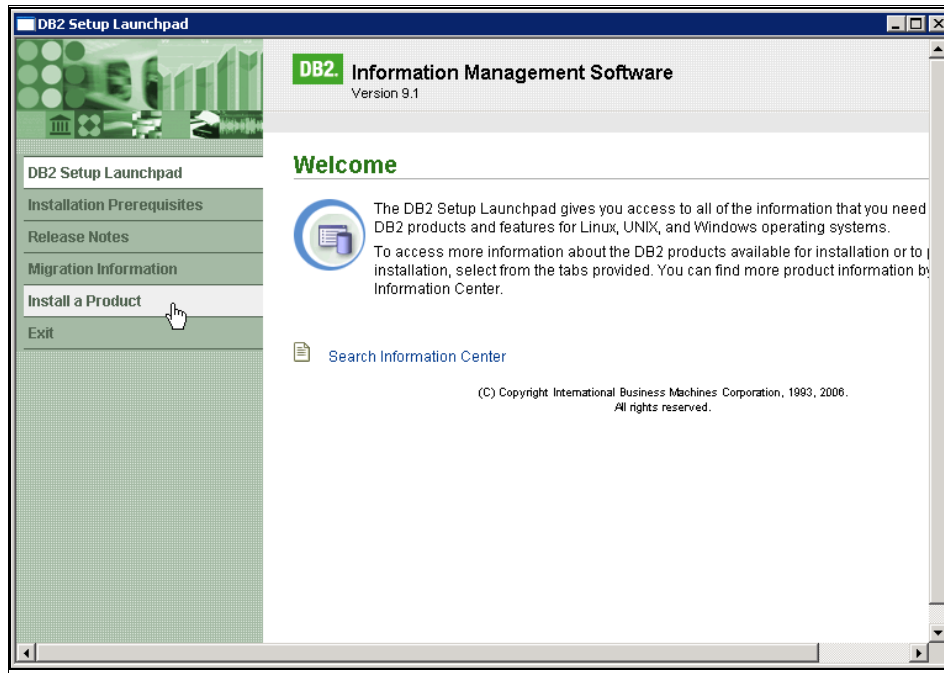 DB2 Setup Launchpad
DB2. Information Management Software
Version 9.1
DB2 Setup Launchpad
Installation Prerequisites
Release Notes
Migration Information
Install a Product
Exit
Welcome
The DB2 Setup Launchpad gives you access to all of the information that you need
DB2 products and features for Linux, UNIX, and Windows operating systems.
To access more information about the DB2 products available for installation or to
installation, select from the tabs provided. You can find more product information by
Information Center.
Search Information Center
(C) Copyright International Business Machines Corporation, 1993, 2006.
All rights reserved.